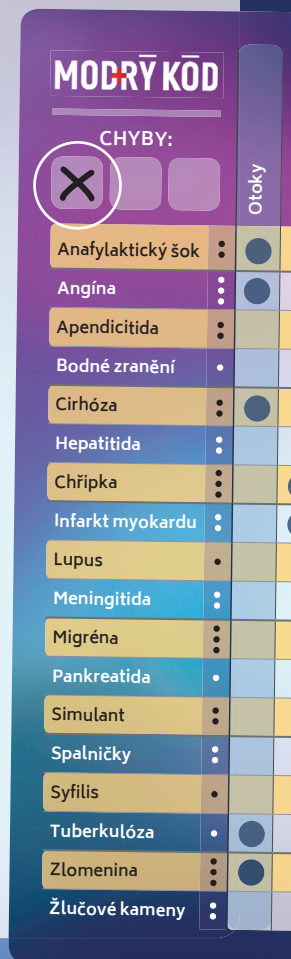 MODRÝ KÓD
CHYBY:
Otoky
Anafylaktický šok
Angína
Apendicitida
Bodné zranění
Cirhóza
Hepatitida
Chřipka
Infarkt myokardu
Lupus
Meningitida
Migréna
Pankreatida
Simulant
Spalničky
Syfilis
Tuberkulóza
Zlomenina
Žlučové kameny